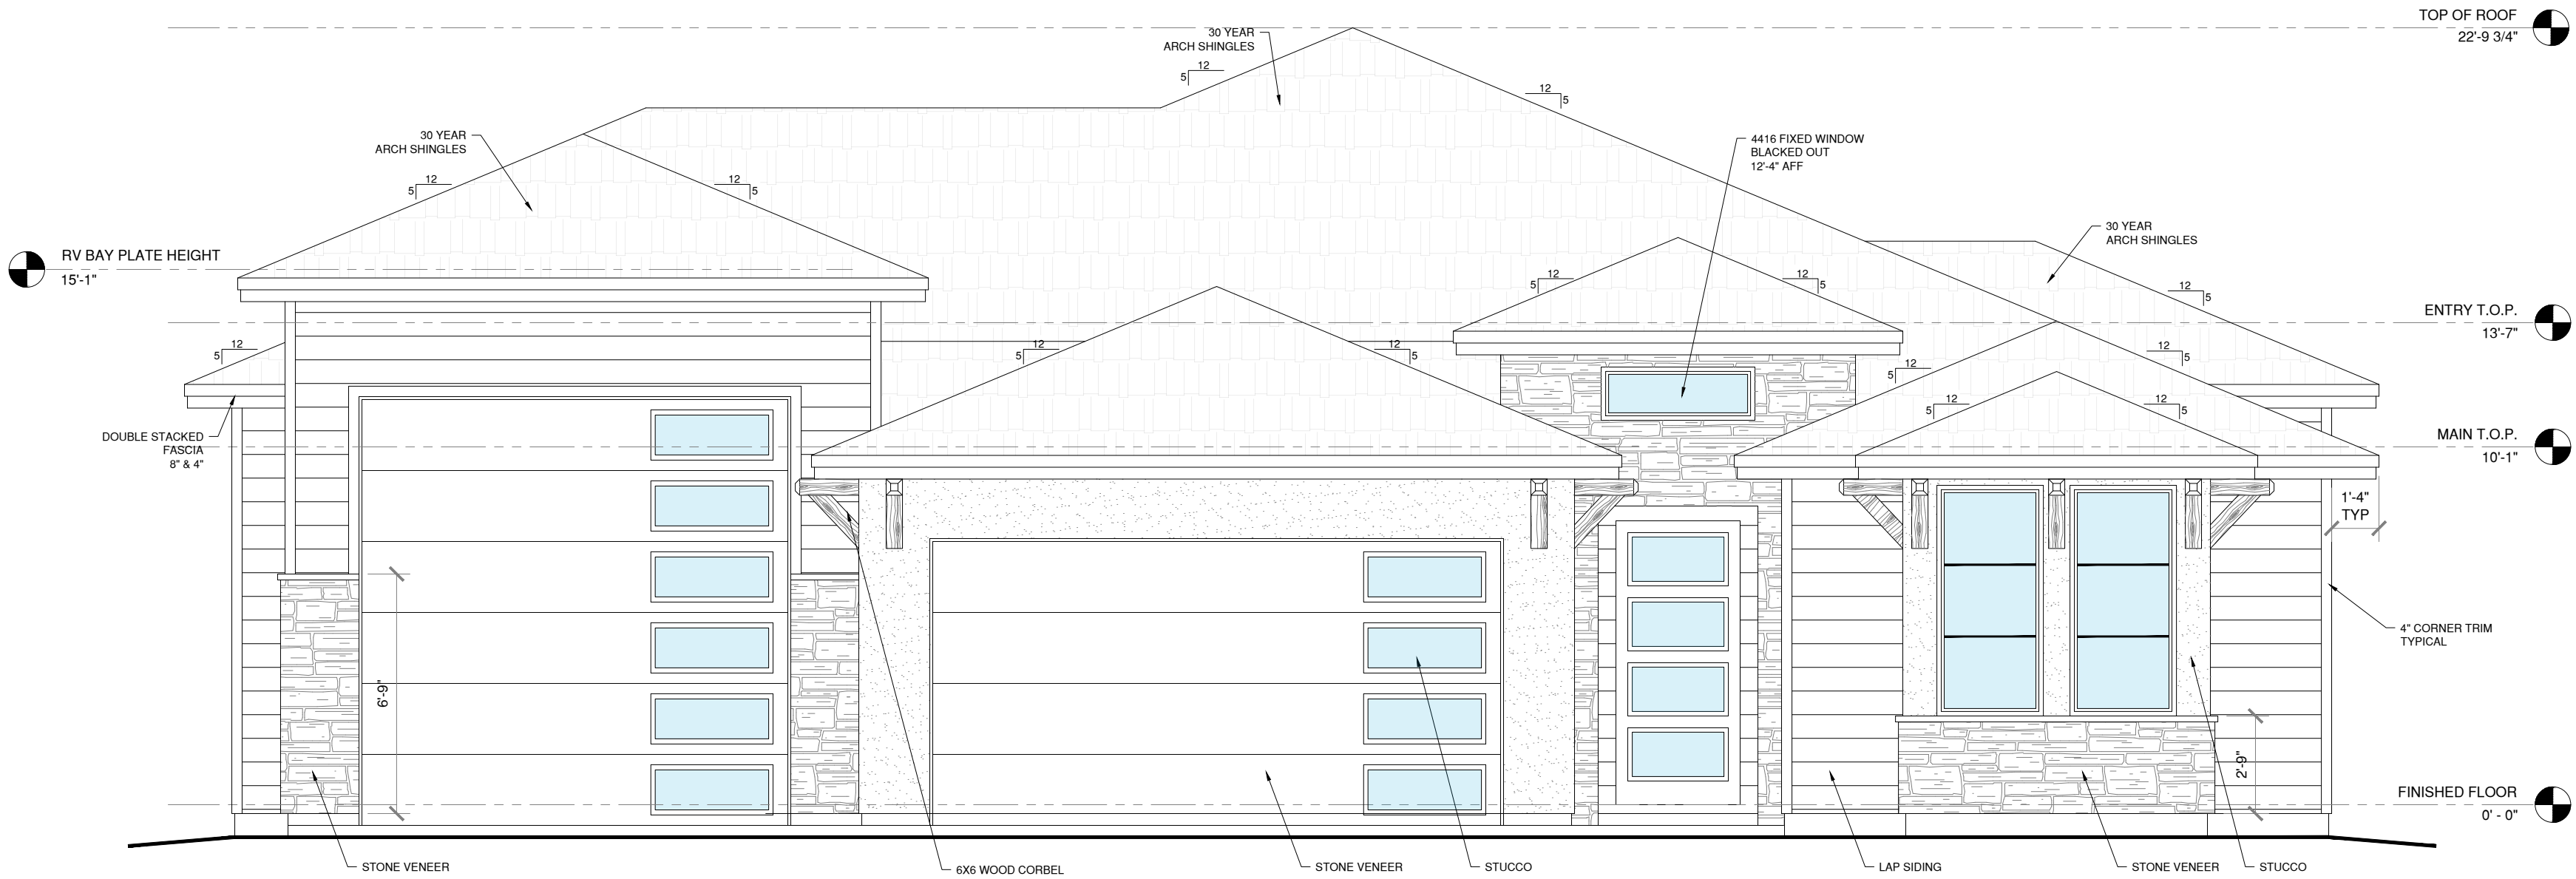 TOP OF ROOF
22'-9 3/4"
30 YEAR
ARCH SHINGLES
12
5
12
5
30 YEAR
ARCH SHINGLES
4416 FIXED WINDOW
BLACKED OUT
12'-4" AFF
12
5
12
5
30 YEAR
ARCH SHINGLES
RV BAY PLATE HEIGHT
15'-1"
12
5
12
5
12
5
ENTRY T.O.P.
13'-7"
12
5
12
5
12
5
12
5
12
5
12
5
12
5
DOUBLE STACKED
FASCIA
8" & 4"
MAIN T.O.P.
10'-1"
1'-4"
TYP
4" CORNER TRIM
TYPICAL
6'-9"
2'-9"
FINISHED FLOOR
0' - 0"
STONE VENEER
6X6 WOOD CORBEL
STONE VENEER
STUCCO
LAP SIDING
STONE VENEER
STUCCO